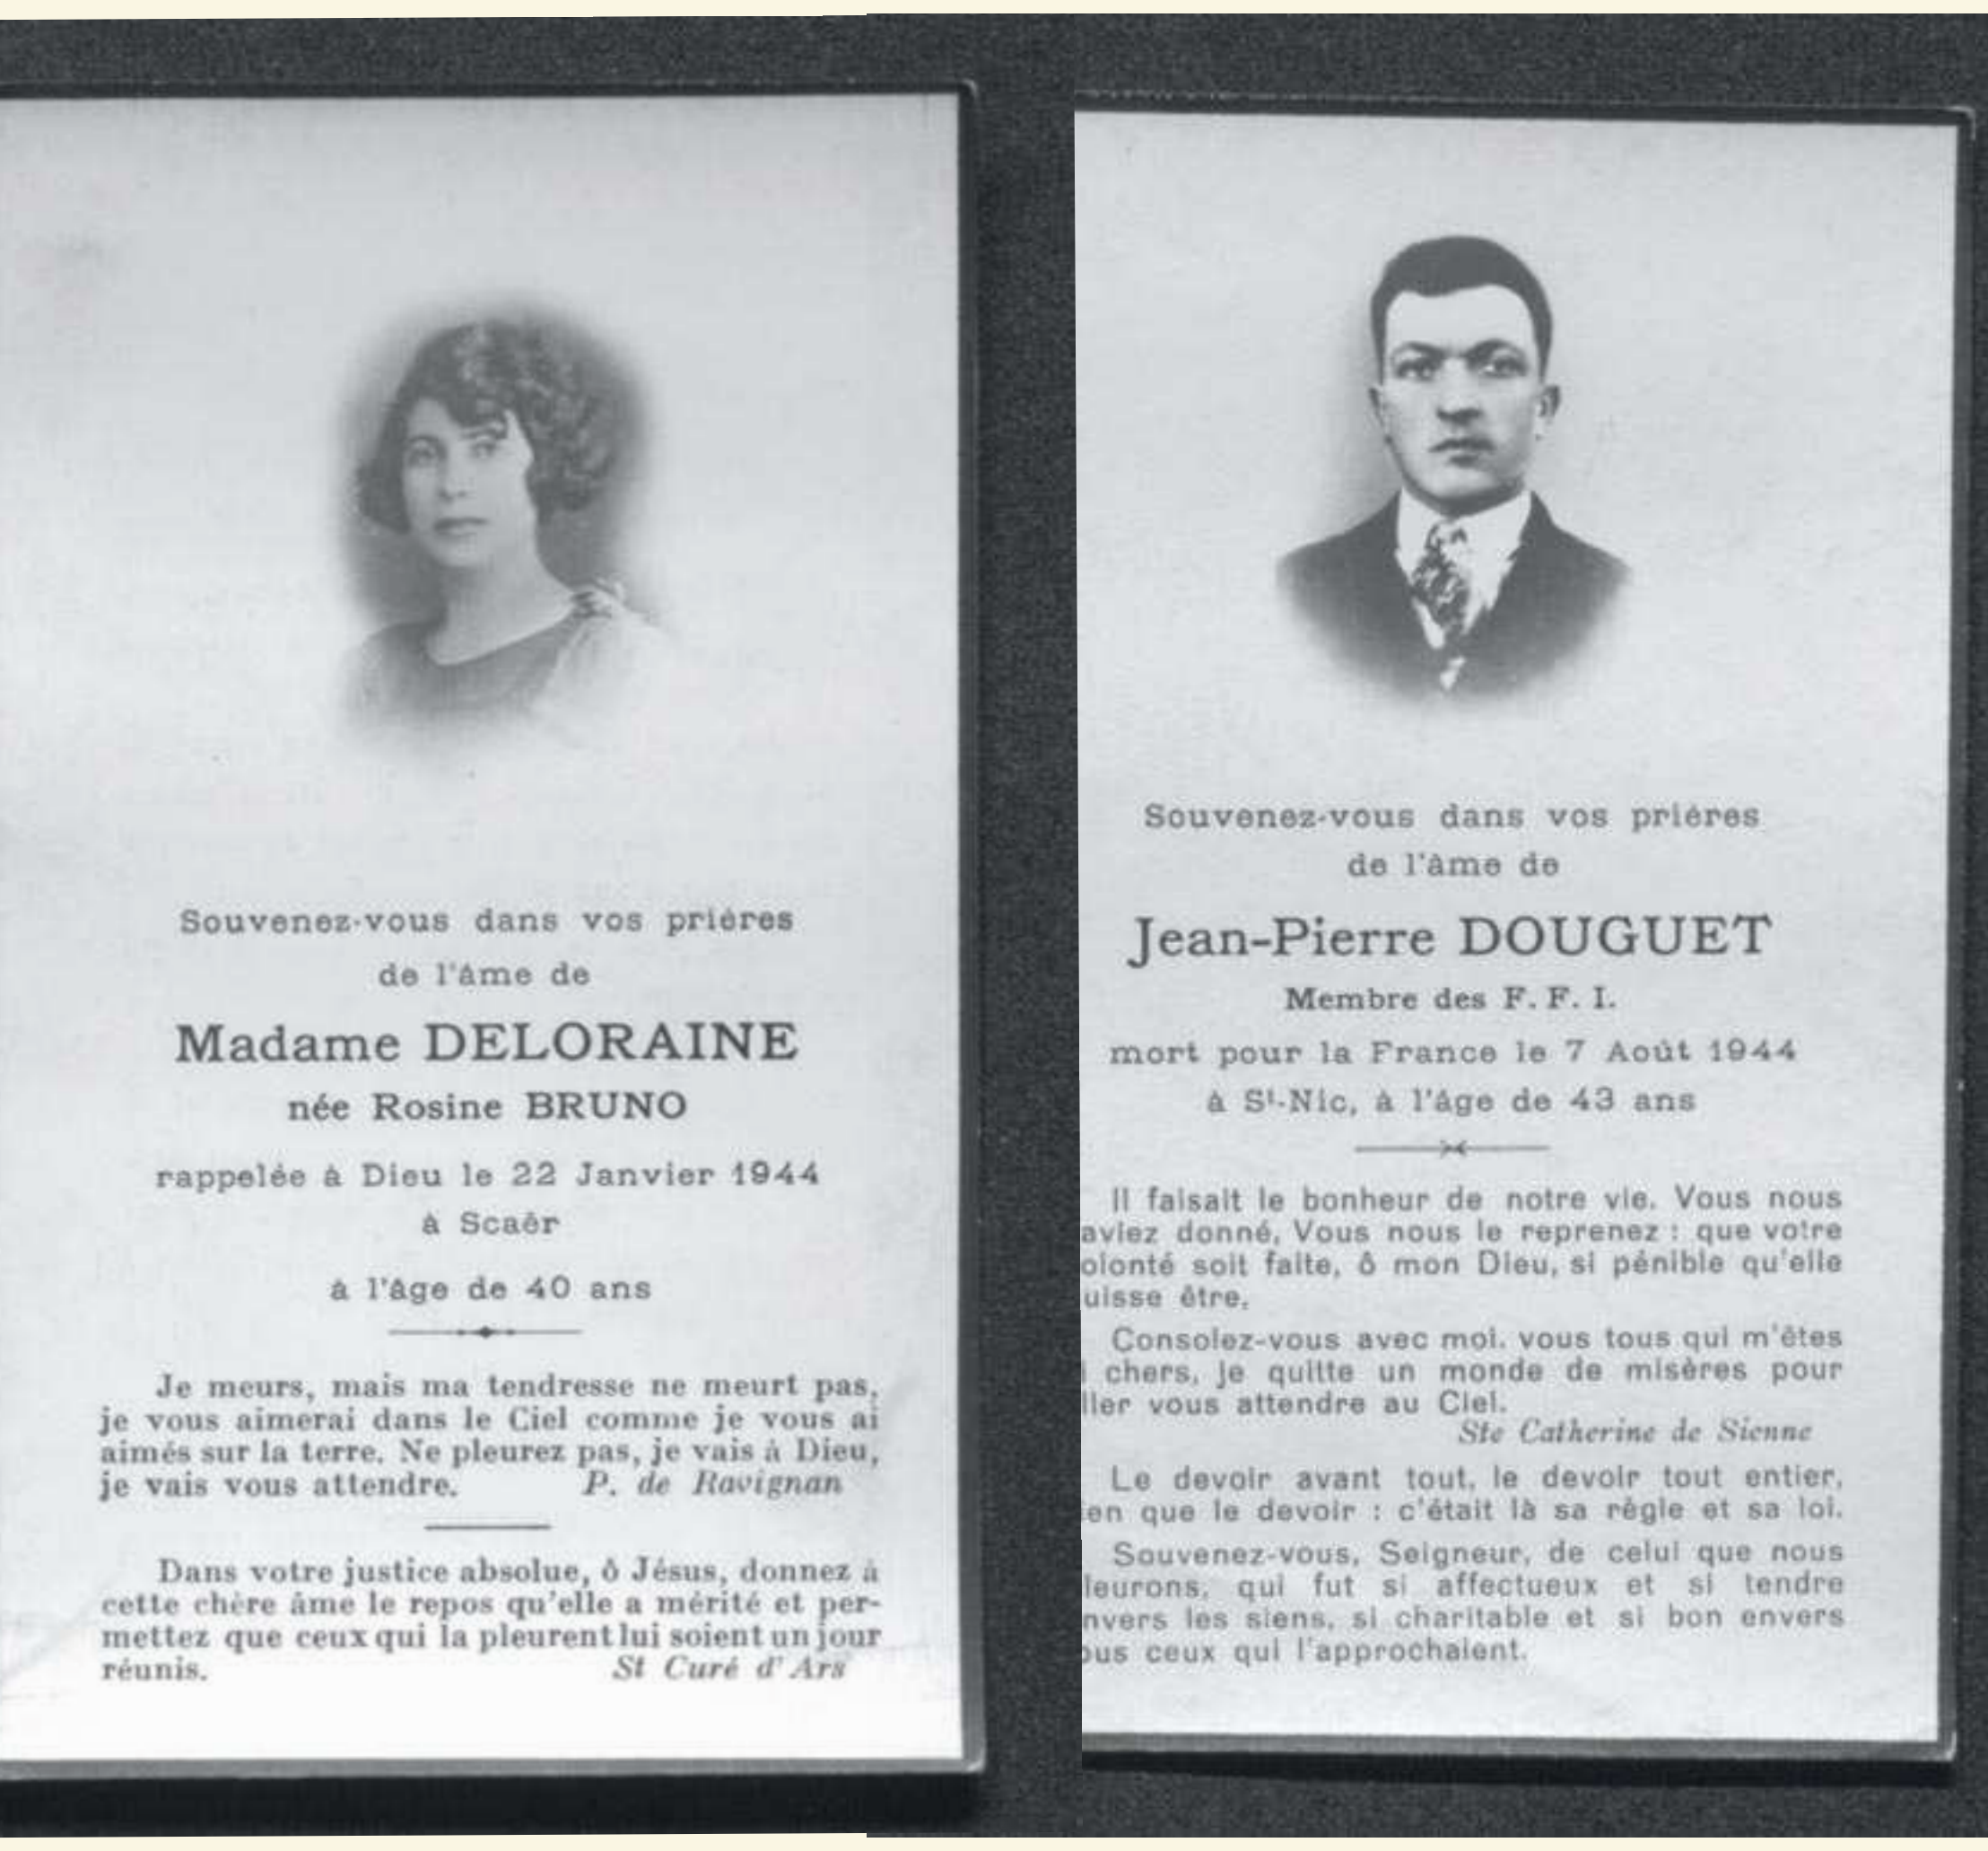 Souvenez-vous dans vos prières
de l'âme de
Madame DELORAINE
née Rosine BRUNO
rappelée à Dieu le 22 Janvier 1944
à Scaër
à l'âge de 40 ans
Je meurs, mais ma tendresse ne meurt pas,
je vous aimerai dans le Ciel comme je vous ai
aimés sur la terre. Ne pleurez pas, je vais à Dieu,
je vais vous attendre. P. de Ravignan
Dans votre justice absolue, ô Jésus, donnez à
cette chère âme le repos qu'elle a mérité et per-
mettez que ceux qui la pleurent lui soient un jour
réunis. St Curé d'Ars
Souvenez-vous dans vos prières
de l'âme de
Jean-Pierre DOUGUET
Membre des F. F. I.
mort pour la France le 7 Août 1944
à St-Nic, à l'âge de 43 ans
Il faisait le bonheur de notre vie. Vous nous
aviez donné, Vous nous le reprenez : que votre
olonté soit faite, ô mon Dieu, si pénible qu'elle
uisse être.
Consolez-vous avec moi. vous tous qui m'êtes
i chers, je quitte un monde de misères pour
ller vous attendre au Ciel.
Ste Catherine de Sienne
Le devoir avant tout, le devoir tout entier,
en que le devoir : c'était là sa règle et sa loi.
Souvenez-vous, Seigneur, de celui que nous
leurons, qui fut si affectueux et si tendre
nvers les siens, si charitable et si bon envers
ous ceux qui l'approchaient.